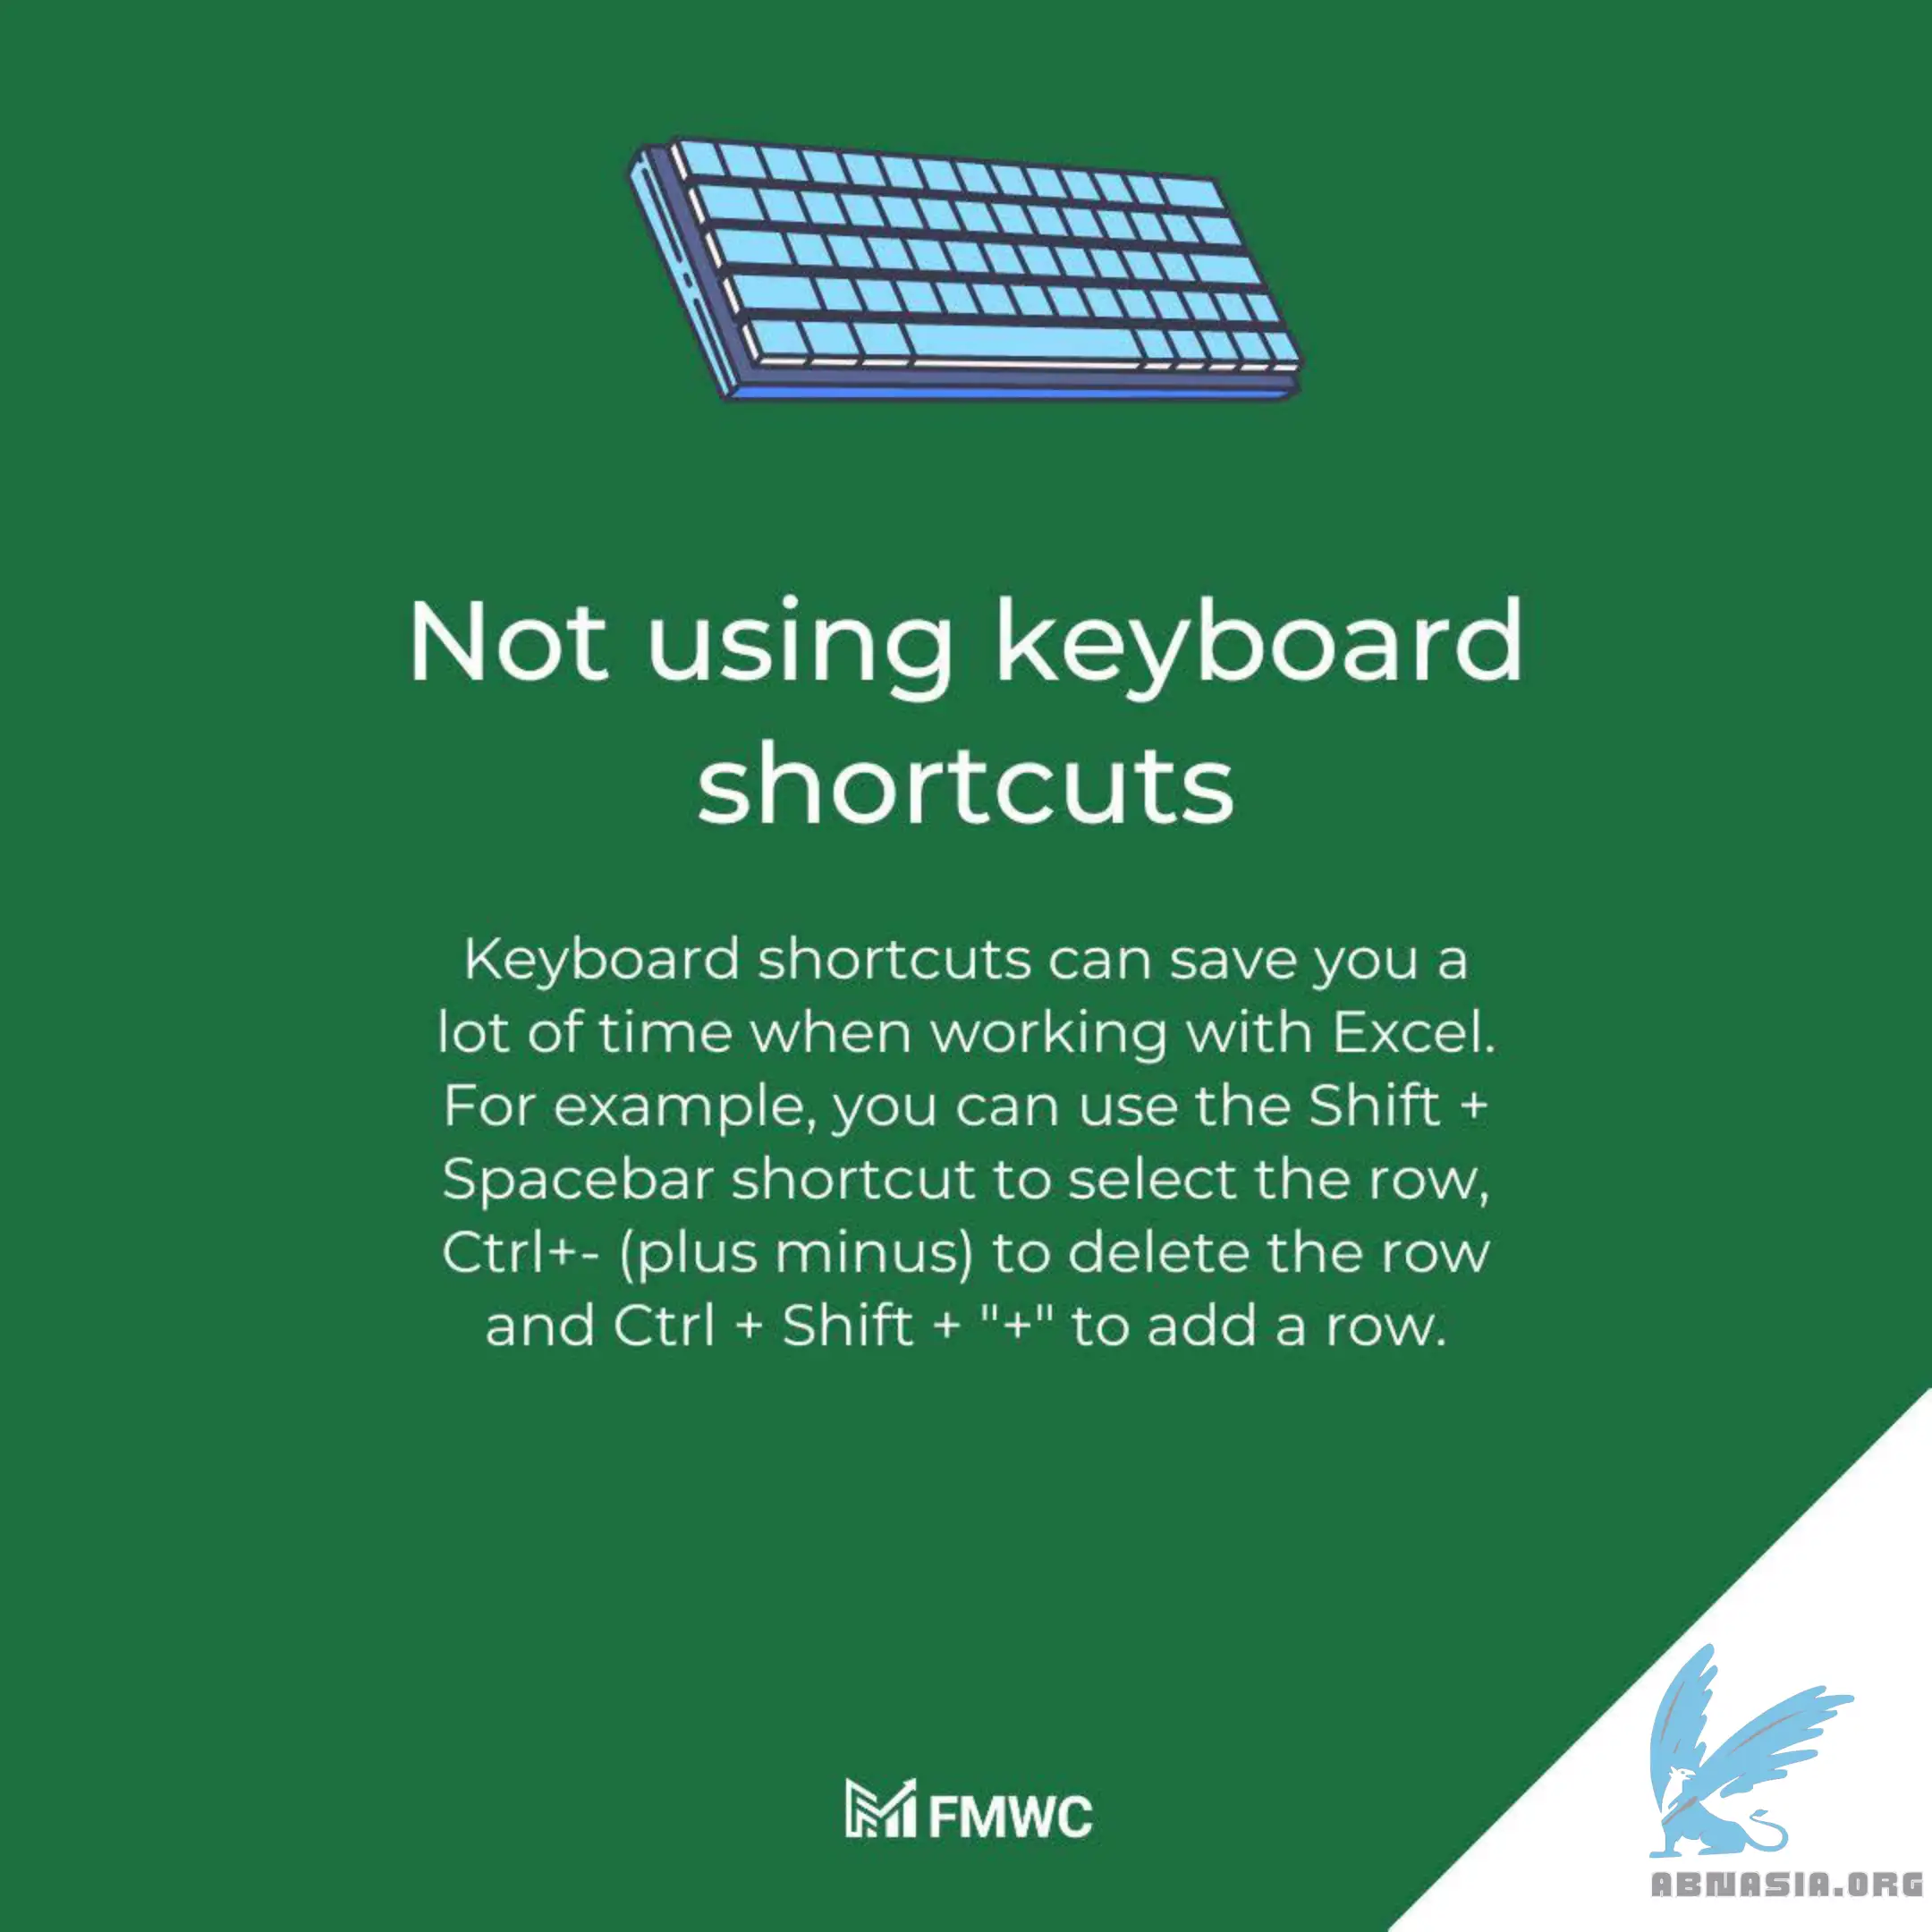 Not using keyboard
shortcuts
Keyboard shortcuts can save you a
lot of time when working with Excel.
For example, you can use the Shift +
Spacebar shortcut to select the row,
Ctrl+- (plus minus) to delete the row
and Ctrl + Shift + "+" to add a row.
FMWC
ABNASIA.ORG